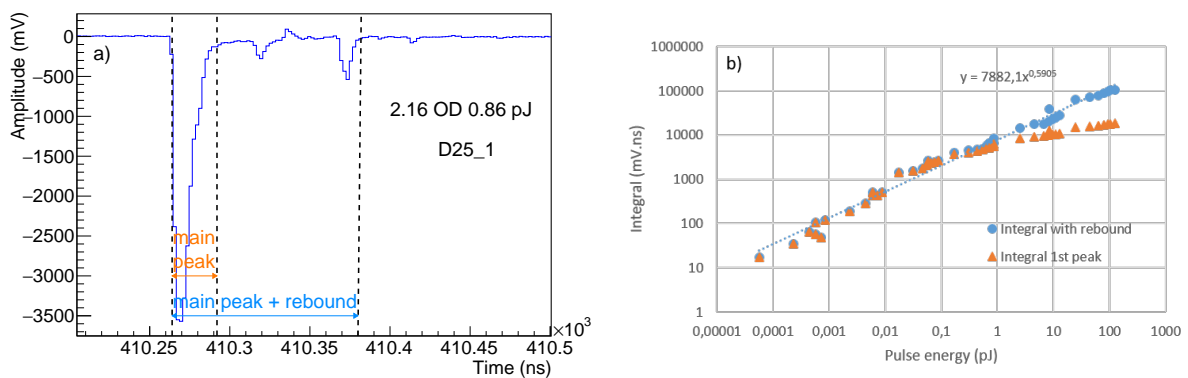 a)
Amplitude (mV)
0
−500
−1000
−1500
−2000
−2500
−3000
−3500
2.16 OD 0.86 pJ
D25_1
main
peak
main peak + rebound
×10³
410.25 410.3 410.35 410.4 410.45 410.5
Time (ns)
b)
Integral (mV.ns)
1000000
100000
10000
1000
100
10
1
y = 7882,1x^0,5905
Integral with rebound
Integral 1st peak
0,00001 0,0001 0,001 0,01 0,1 1 10 100 1000
Pulse energy (pJ)